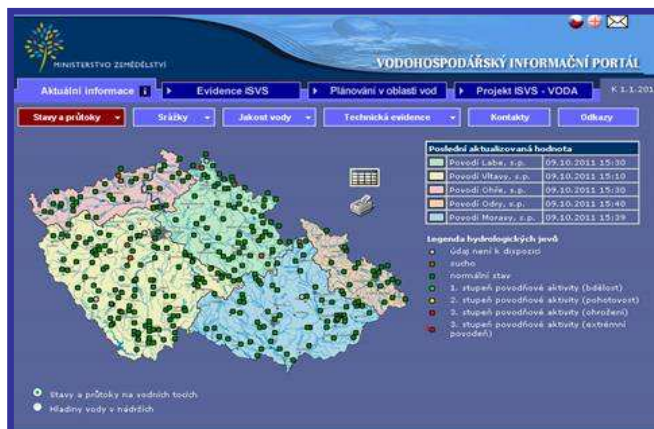 MINISTERSTVO ZEMĚDĚLSTVÍ
VODOHOSPODÁŘSKÝ INFORMAČNÍ PORTÁL
Aktuální informace i
Evidence ISVS
Plánování v oblasti vod
Projekt ISVS - VODA
K 1.1.201
Stavy a průtoky
Srážky
Jakost vody
Technická evidence
Kontakty
Odkazy
Poslední aktualizovaná hodnota
Povodí Labe, s.p. 09.10.2011 15:30
Povodí Vltavy, s.p. 09.10.2011 15:10
Povodí Ohře, s.p. 09.10.2011 15:30
Povodí Odry, s.p. 09.10.2011 15:40
Povodí Moravy, s.p. 09.10.2011 15:39
Legenda hydrologických jevů
údaj není k dispozici
sucho
normální stav
1. stupeň povodňové aktivity (bdělost)
2. stupeň povodňové aktivity (pohotovost)
3. stupeň povodňové aktivity (ohrožení)
3. stupeň povodňové aktivity (extrémní
povodeň)
Stavy a průtoky na vodních tocích
Hladiny vody v nádržích